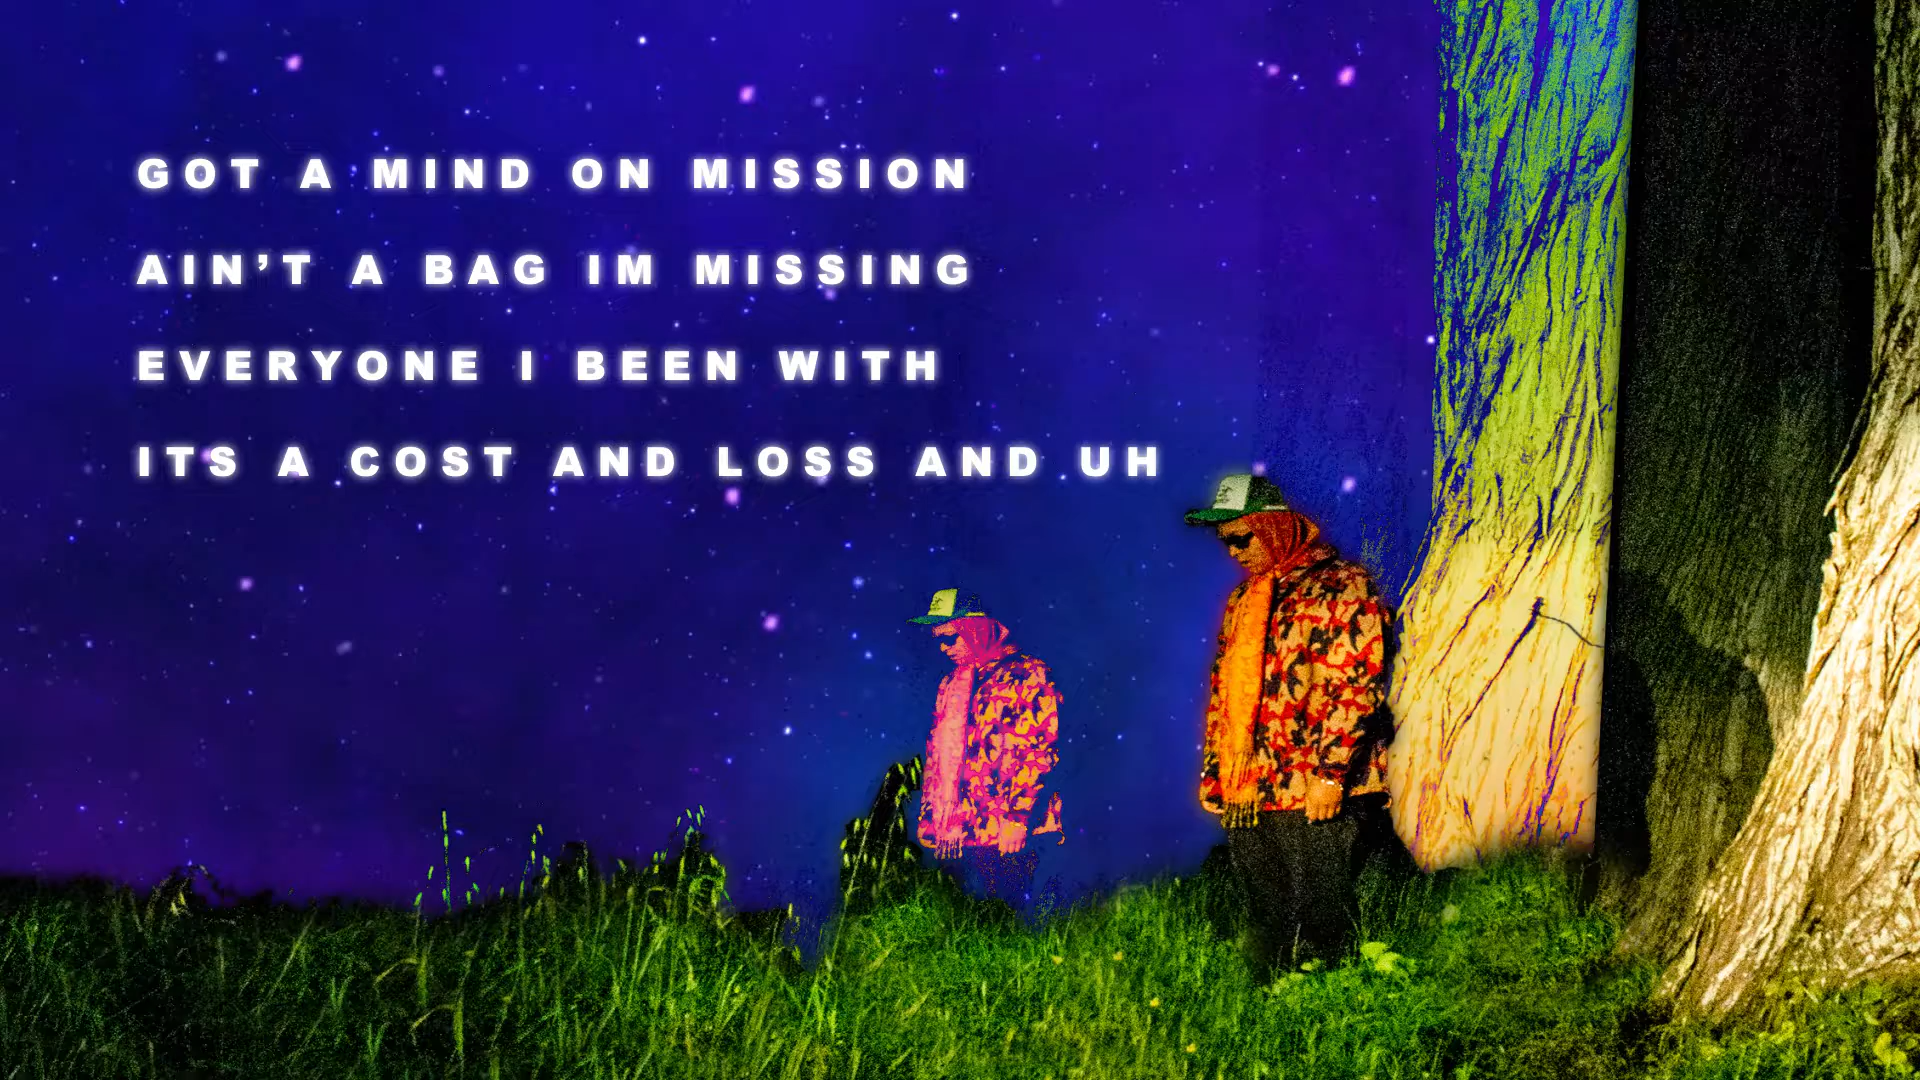 GOT A MIND ON MISSION
AIN’T A BAG IM MISSING
EVERYONE I BEEN WITH
ITS A COST AND LOSS AND UH